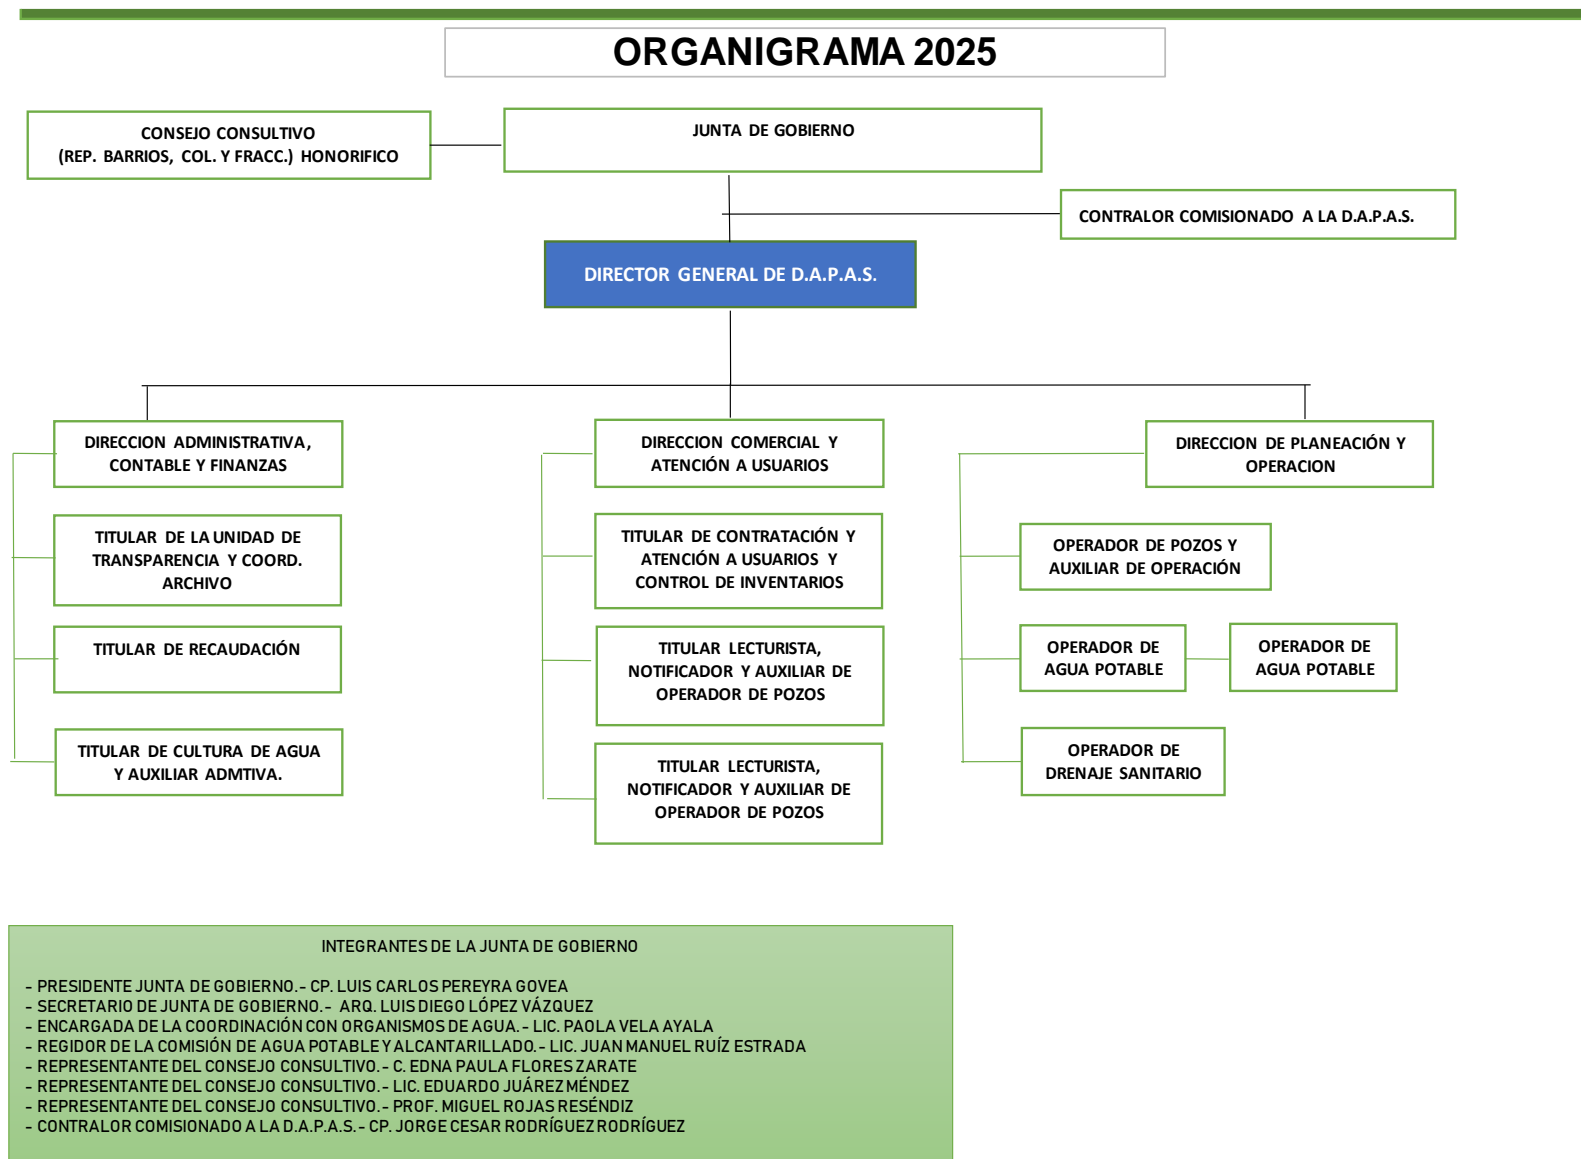 ORGANIGRAMA 2025
CONSEJO CONSULTIVO
(REP. BARRIOS, COL. Y FRACC.) HONORIFICO
JUNTA DE GOBIERNO
CONTRALOR COMISIONADO A LA D.A.P.A.S.
DIRECTOR GENERAL DE D.A.P.A.S.
DIRECCION ADMINISTRATIVA,
CONTABLE Y FINANZAS
TITULAR DE LA UNIDAD DE
TRANSPARENCIA Y COORD.
ARCHIVO
TITULAR DE RECAUDACIÓN
TITULAR DE CULTURA DE AGUA
Y AUXILIAR ADMTIVA.
DIRECCION COMERCIAL Y
ATENCIÓN A USUARIOS
TITULAR DE CONTRATACIÓN Y
ATENCIÓN A USUARIOS Y
CONTROL DE INVENTARIOS
TITULAR LECTURISTA,
NOTIFICADOR Y AUXILIAR DE
OPERADOR DE POZOS
TITULAR LECTURISTA,
NOTIFICADOR Y AUXILIAR DE
OPERADOR DE POZOS
DIRECCION DE PLANEACIÓN Y
OPERACION
OPERADOR DE POZOS Y
AUXILIAR DE OPERACIÓN
OPERADOR DE
AGUA POTABLE
OPERADOR DE
AGUA POTABLE
OPERADOR DE
DRENAJE SANITARIO
INTEGRANTES DE LA JUNTA DE GOBIERNO
- PRESIDENTE JUNTA DE GOBIERNO.- CP. LUIS CARLOS PEREYRA GOVEA
- SECRETARIO DE JUNTA DE GOBIERNO.- ARQ. LUIS DIEGO LÓPEZ VÁZQUEZ
- ENCARGADA DE LA COORDINACIÓN CON ORGANISMOS DE AGUA.- LIC. PAOLA VELA AYALA
- REGIDOR DE LA COMISIÓN DE AGUA POTABLE Y ALCANTARILLADO.- LIC. JUAN MANUEL RUÍZ ESTRADA
- REPRESENTANTE DEL CONSEJO CONSULTIVO.- C. EDNA PAULA FLORES ZARATE
- REPRESENTANTE DEL CONSEJO CONSULTIVO.- LIC. EDUARDO JUÁREZ MÉNDEZ
- REPRESENTANTE DEL CONSEJO CONSULTIVO.- PROF. MIGUEL ROJAS RESÉNDIZ
- CONTRALOR COMISIONADO A LA D.A.P.A.S.- CP. JORGE CESAR RODRÍGUEZ RODRÍGUEZ